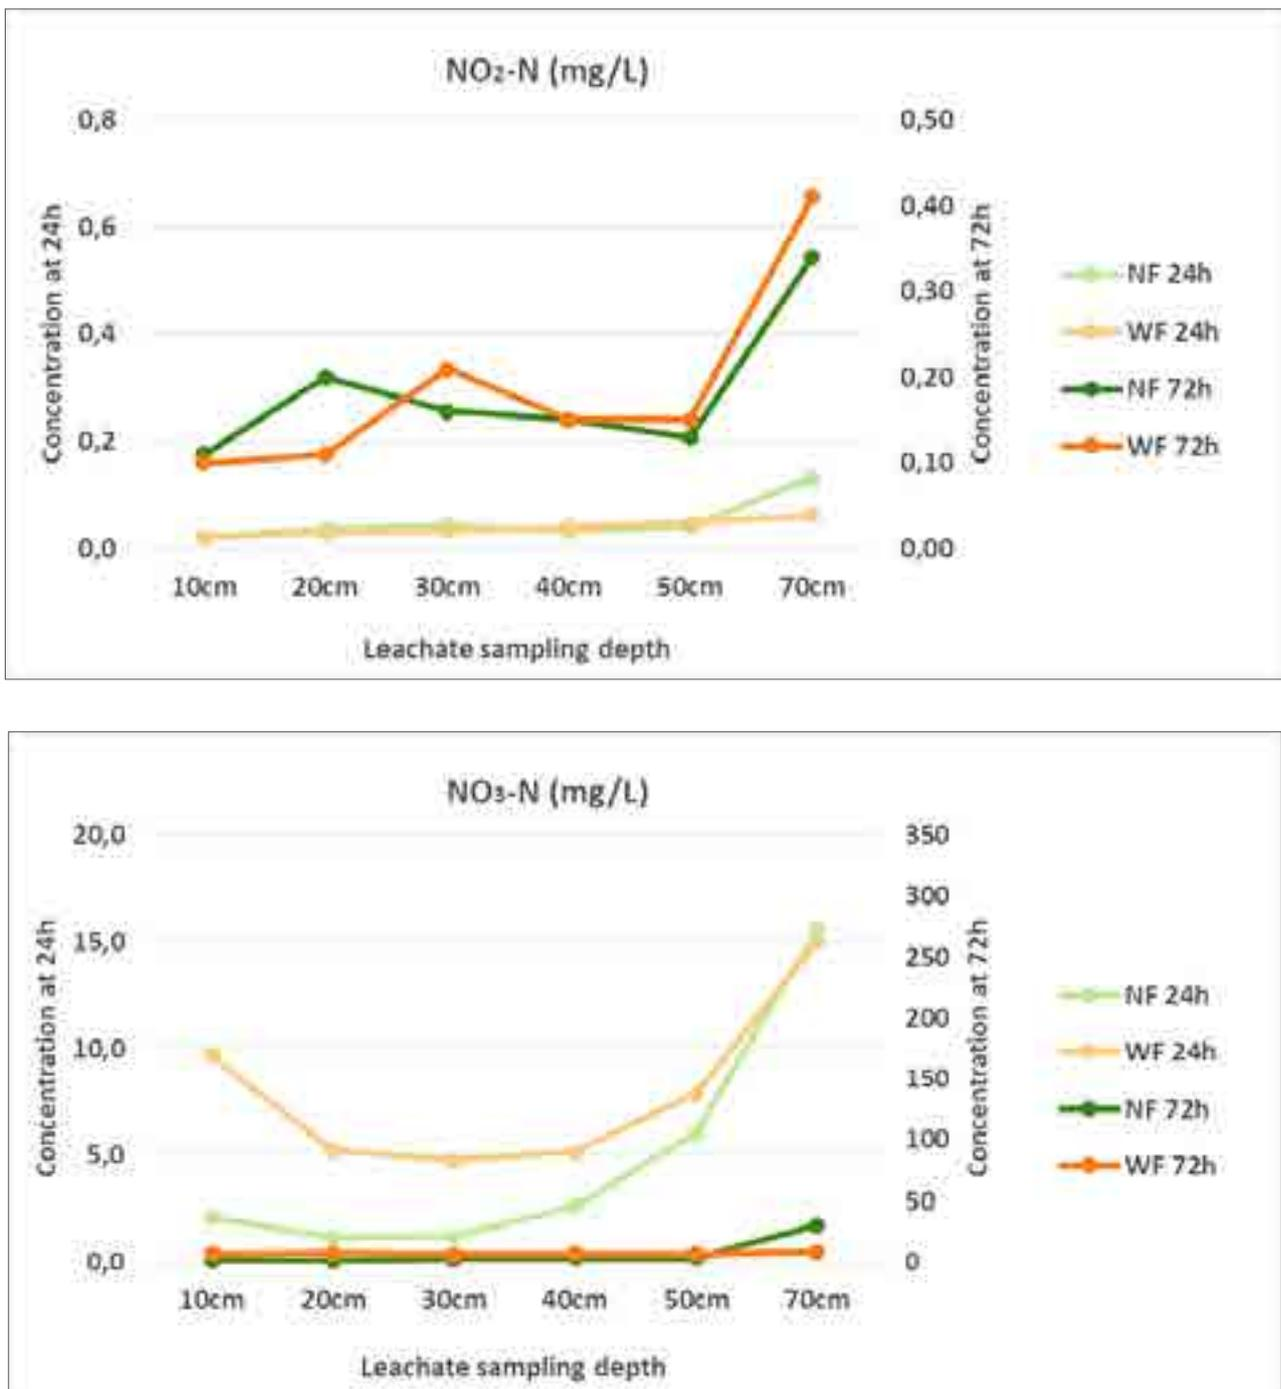 NO₂-N (mg/L)
0,8
0,6
0,4
0,2
0,0
Concentration at 24h
0,50
0,40
0,30
0,20
0,10
0,00
Concentration at 72h
10cm 20cm 30cm 40cm 50cm 70cm
Leachate sampling depth
NF 24h
WF 24h
NF 72h
WF 72h
NO₃-N (mg/L)
20,0
15,0
10,0
5,0
0,0
Concentration at 24h
350
300
250
200
150
100
50
0
Concentration at 72h
10cm 20cm 30cm 40cm 50cm 70cm
Leachate sampling depth
NF 24h
WF 24h
NF 72h
WF 72h